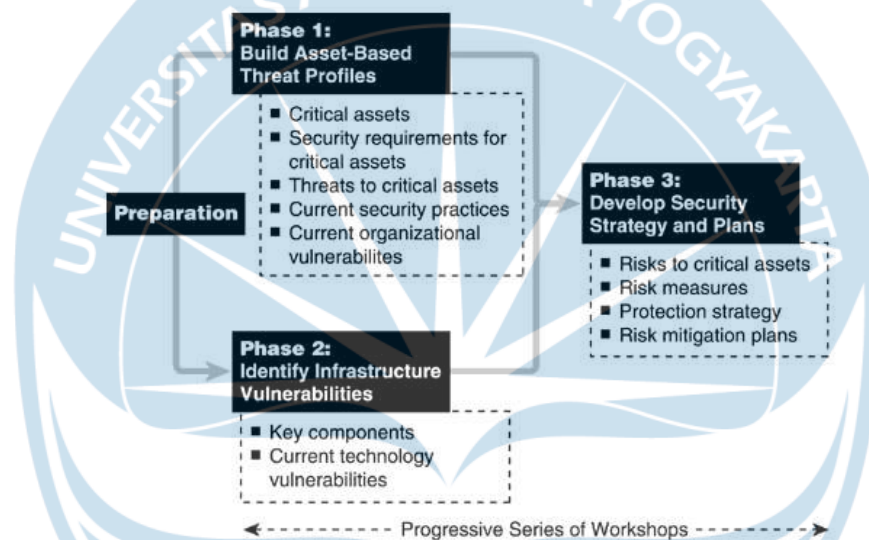 UNIVERSITAS
YOGYAKARTA
Phase 1:
Build Asset-Based
Threat Profiles
■ Critical assets
■ Security requirements for
critical assets
■ Threats to critical assets
■ Current security practices
■ Current organizational
vulnerabilites
Preparation
Phase 3:
Develop Security
Strategy and Plans
■ Risks to critical assets
■ Risk measures
■ Protection strategy
■ Risk mitigation plans
Phase 2:
Identify Infrastructure
Vulnerabilities
■ Key components
■ Current technology
vulnerabilities
Progressive Series of Workshops